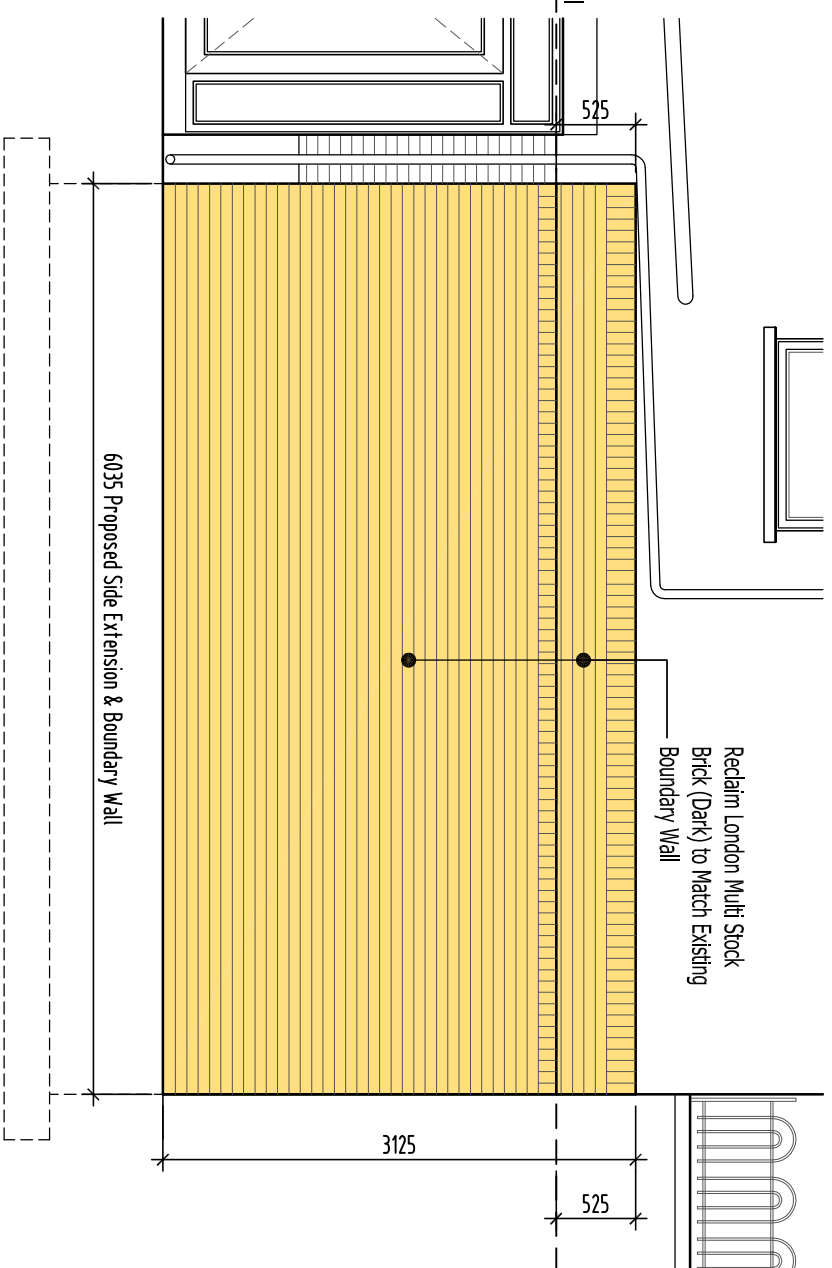 525
Reclaim London Multi Stock
Brick (Dark) to Match Existing
Boundary Wall
6035 Proposed Side Extension & Boundary Wall
3125
525